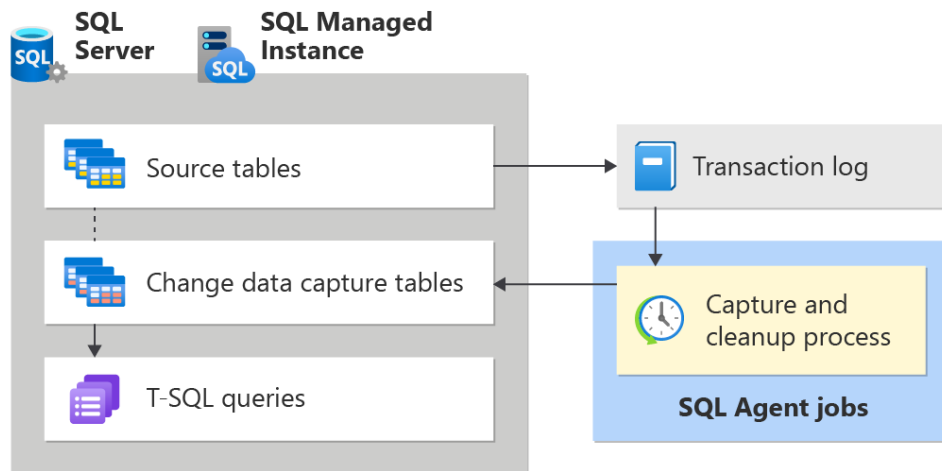 SQL
Server
SQL
SQL Managed
Instance
SQL
Source tables
Transaction log
Change data capture tables
Capture and
cleanup process
T-SQL queries
SQL Agent jobs